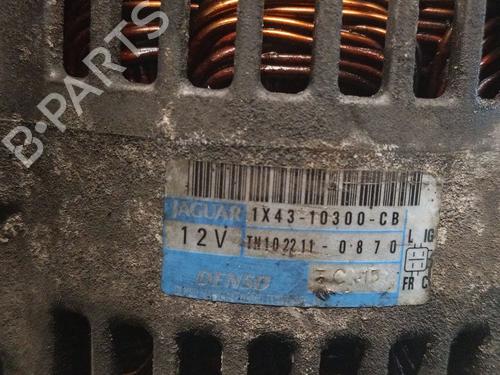 B-PARTS
JAGUAR 1X43-10300-CB
12V TN102211-0870 L IG
DENSO FR C